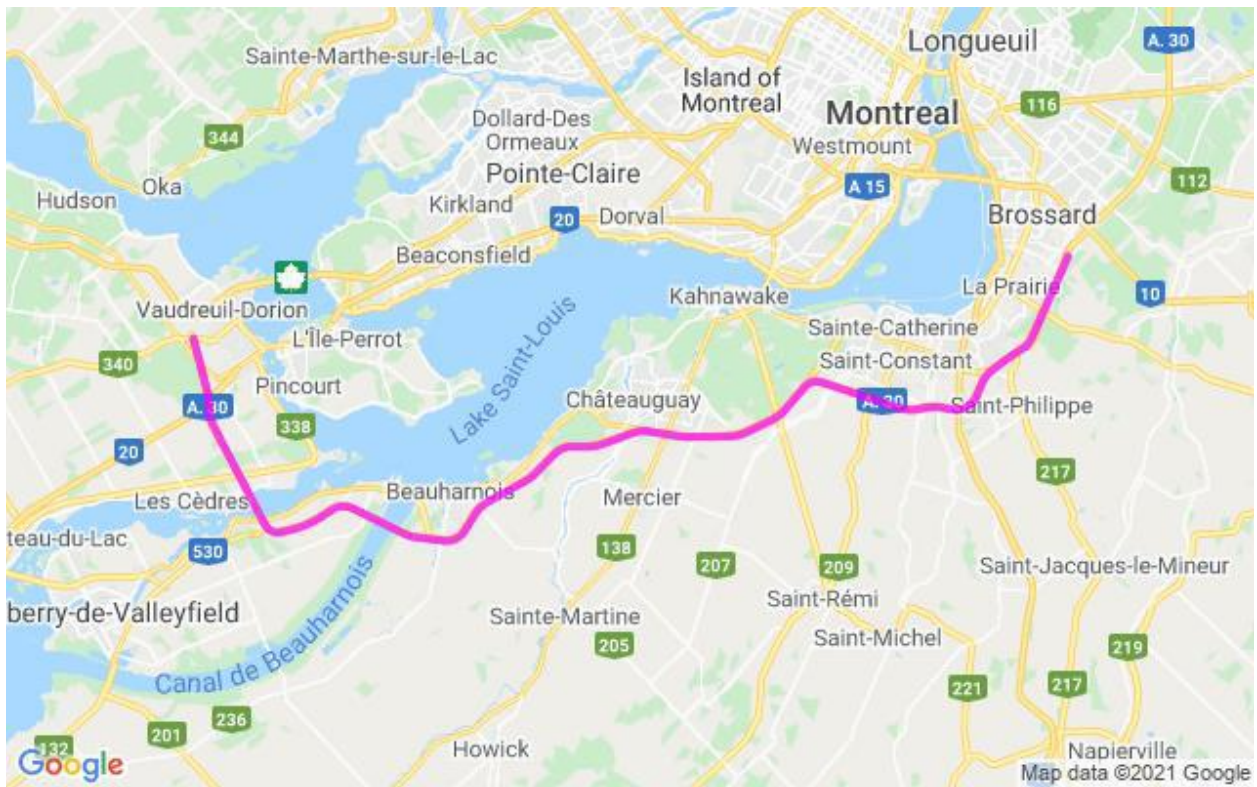 Longueuil
A. 30
Sainte-Marthe-sur-le-Lac
Island of
Montreal
116
Montreal
344
Dollard-Des
Ormeaux
Westmount
Pointe-Claire
112
Oka
A 15
Hudson
Kirkland
20
Dorval
Brossard
Beaconsfield
La Prairie
10
Kahnawake
Vaudreuil-Dorion
L'Île-Perrot
Sainte-Catherine
340
Saint-Constant
Pincourt
Lake Saint-Louis
Châteauguay
A. 30
A. 30
Saint-Philippe
338
20
217
Beauharnois
Mercier
Les Cèdres
teau-du-Lac
530
138
207
209
Saint-Jacques-le-Mineur
berry-de-Valleyfield
Sainte-Martine
Saint-Rémi
Canal de Beauharnois
205
Saint-Michel
219
221
217
236
201
132
Howick
Napierville
Google
Map data ©2021 Google